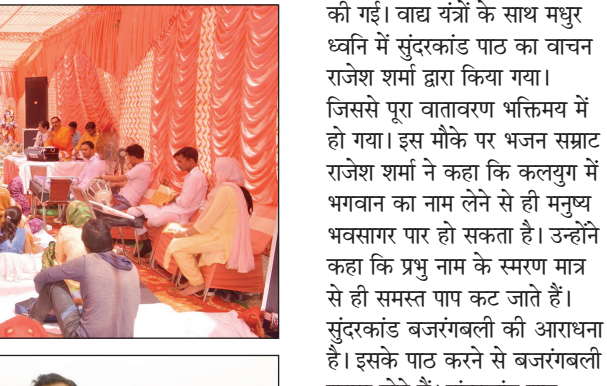 की गई। वाद्य यंत्रों के साथ मधुर
ध्वनि में सुंदरकांड पाठ का वाचन
राजेश शर्मा द्वारा किया गया।
जिससे पूरा वातावरण भक्तिमय में
हो गया। इस मौके पर भजन सम्राट
राजेश शर्मा ने कहा कि कलयुग में
भगवान का नाम लेने से ही मनुष्य
भवसागर पार हो सकता है। उन्होंने
कहा कि प्रभु नाम के स्मरण मात्र
से ही समस्त पाप कट जाते हैं।
सुंदरकांड बजरंगबली की आराधना
है। इसके पाठ करने से बजरंगबली